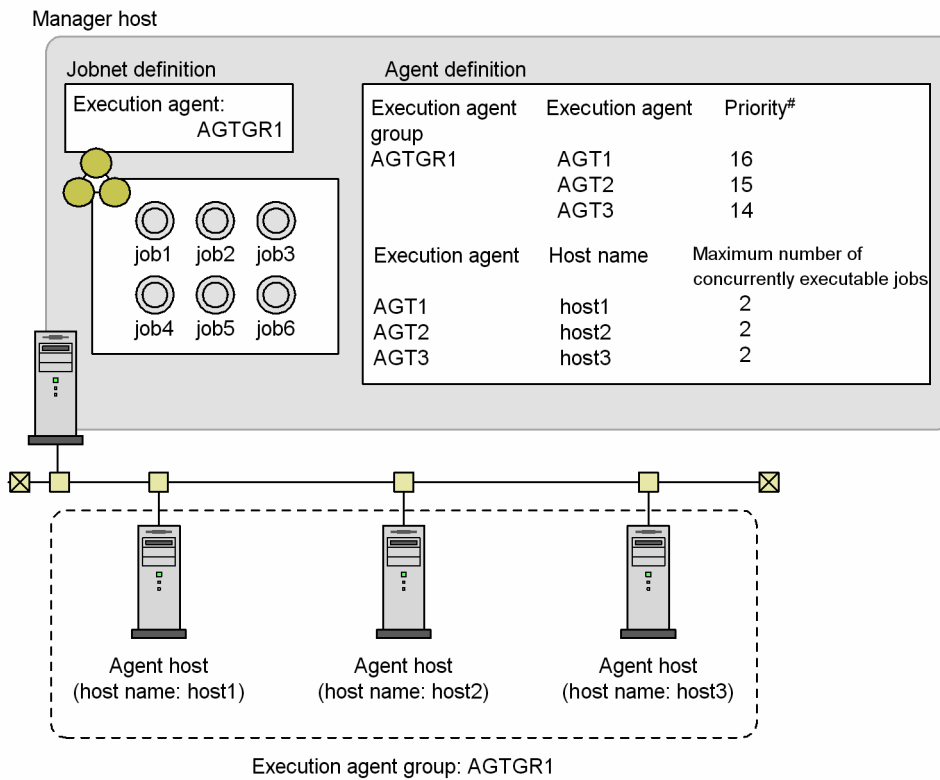 Manager host
Jobnet definition
Execution agent:
AGTGR1
job1 job2 job3
job4 job5 job6
Agent definition
Execution agent group Execution agent Priority#
AGTGR1 AGT1 16
AGT2 15
AGT3 14
Execution agent Host name Maximum number of concurrently executable jobs
AGT1 host1 2
AGT2 host2 2
AGT3 host3 2
Agent host Agent host Agent host
(host name: host1) (host name: host2) (host name: host3)
Execution agent group: AGTGR1